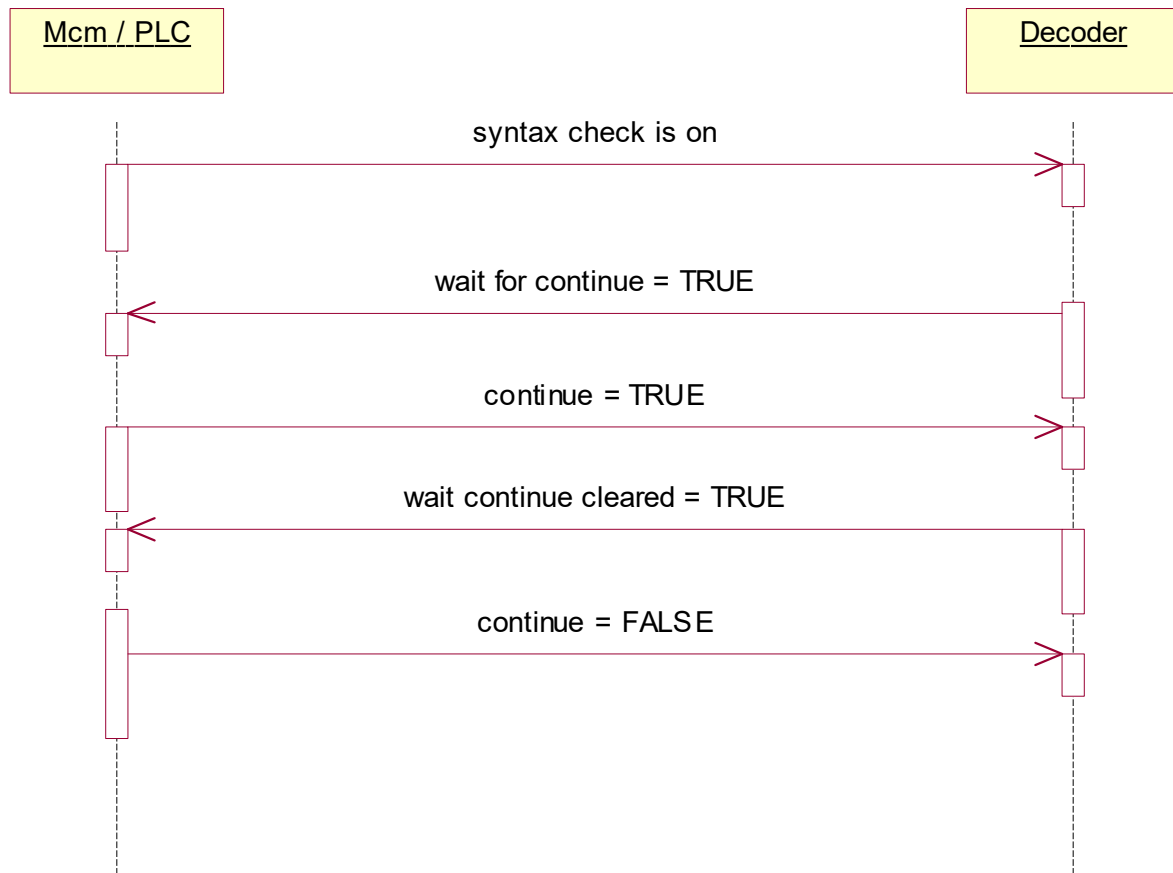 Mcm / PLC
Decoder
syntax check is on
wait for continue = TRUE
continue = TRUE
wait continue cleared = TRUE
continue = FALSE